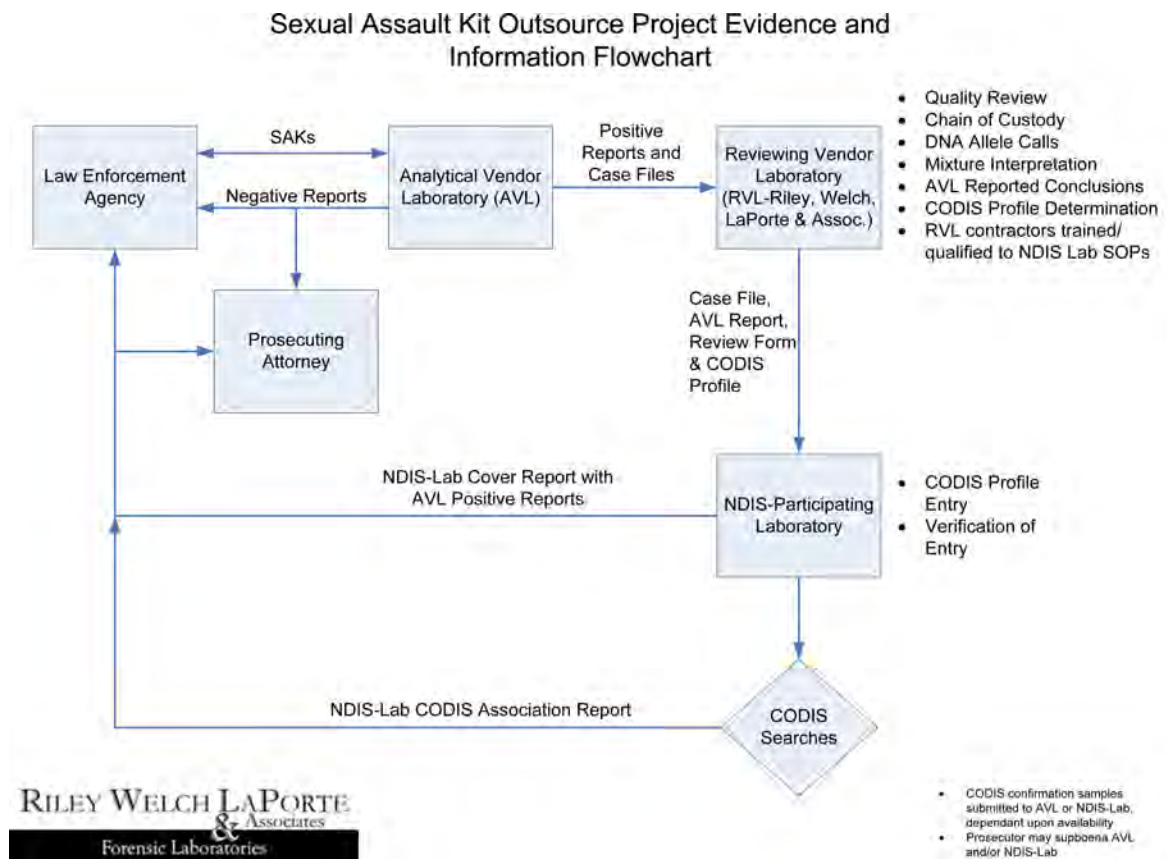 Sexual Assault Kit Outsource Project Evidence and
Information Flowchart
Law Enforcement
Agency
SAKs
Negative Reports
Analytical Vendor
Laboratory (AVL)
Positive
Reports and
Case Files
Reviewing Vendor
Laboratory
(RVL-Riley, Welch,
LaPorte & Assoc.)
• Quality Review
• Chain of Custody
• DNA Allele Calls
• Mixture Interpretation
• AVL Reported Conclusions
• CODIS Profile Determination
• RVL contractors trained/
qualified to NDIS Lab SOPs
Prosecuting
Attorney
Case File,
AVL Report,
Review Form
& CODIS
Profile
NDIS-Lab Cover Report with
AVL Positive Reports
NDIS-Participating
Laboratory
• CODIS Profile
Entry
• Verification of
Entry
NDIS-Lab CODIS Association Report
CODIS
Searches
RILEY WELCH LAPORTE
& Associates
Forensic Laboratories
• CODIS confirmation samples
submitted to AVL or NDIS-Lab,
dependant upon availability
• Prosecutor may supboena AVL
and/or NDIS-Lab